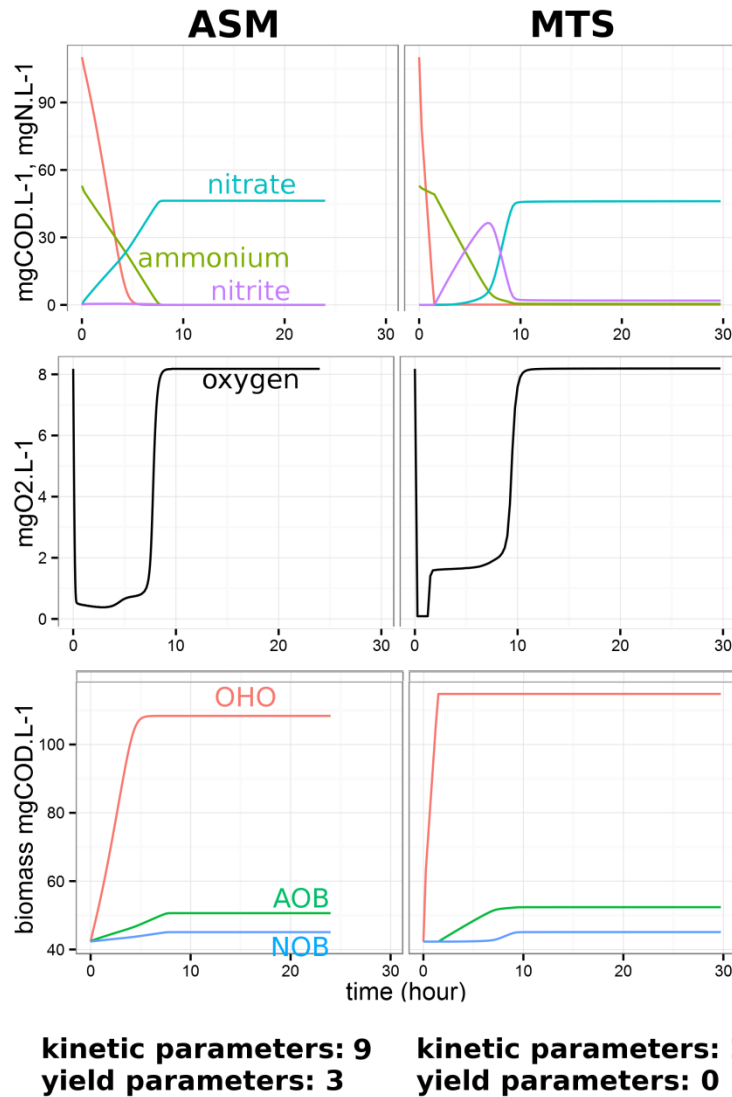 ASM MTS
mgCOD.L-1, mgN.L-1
90
60
30
0
nitrate
ammonium
nitrite
0 10 20 30 0 10 20 30
mgO2.L-1
8
6
4
2
0
oxygen
0 10 20 30 0 10 20 30
biomass mgCOD.L-1
100
80
60
40
OHO
AOB
NOB
0 10 20 30 0 10 20 30
time (hour)
kinetic parameters: 9 kinetic parameters:
yield parameters: 3 yield parameters: 0